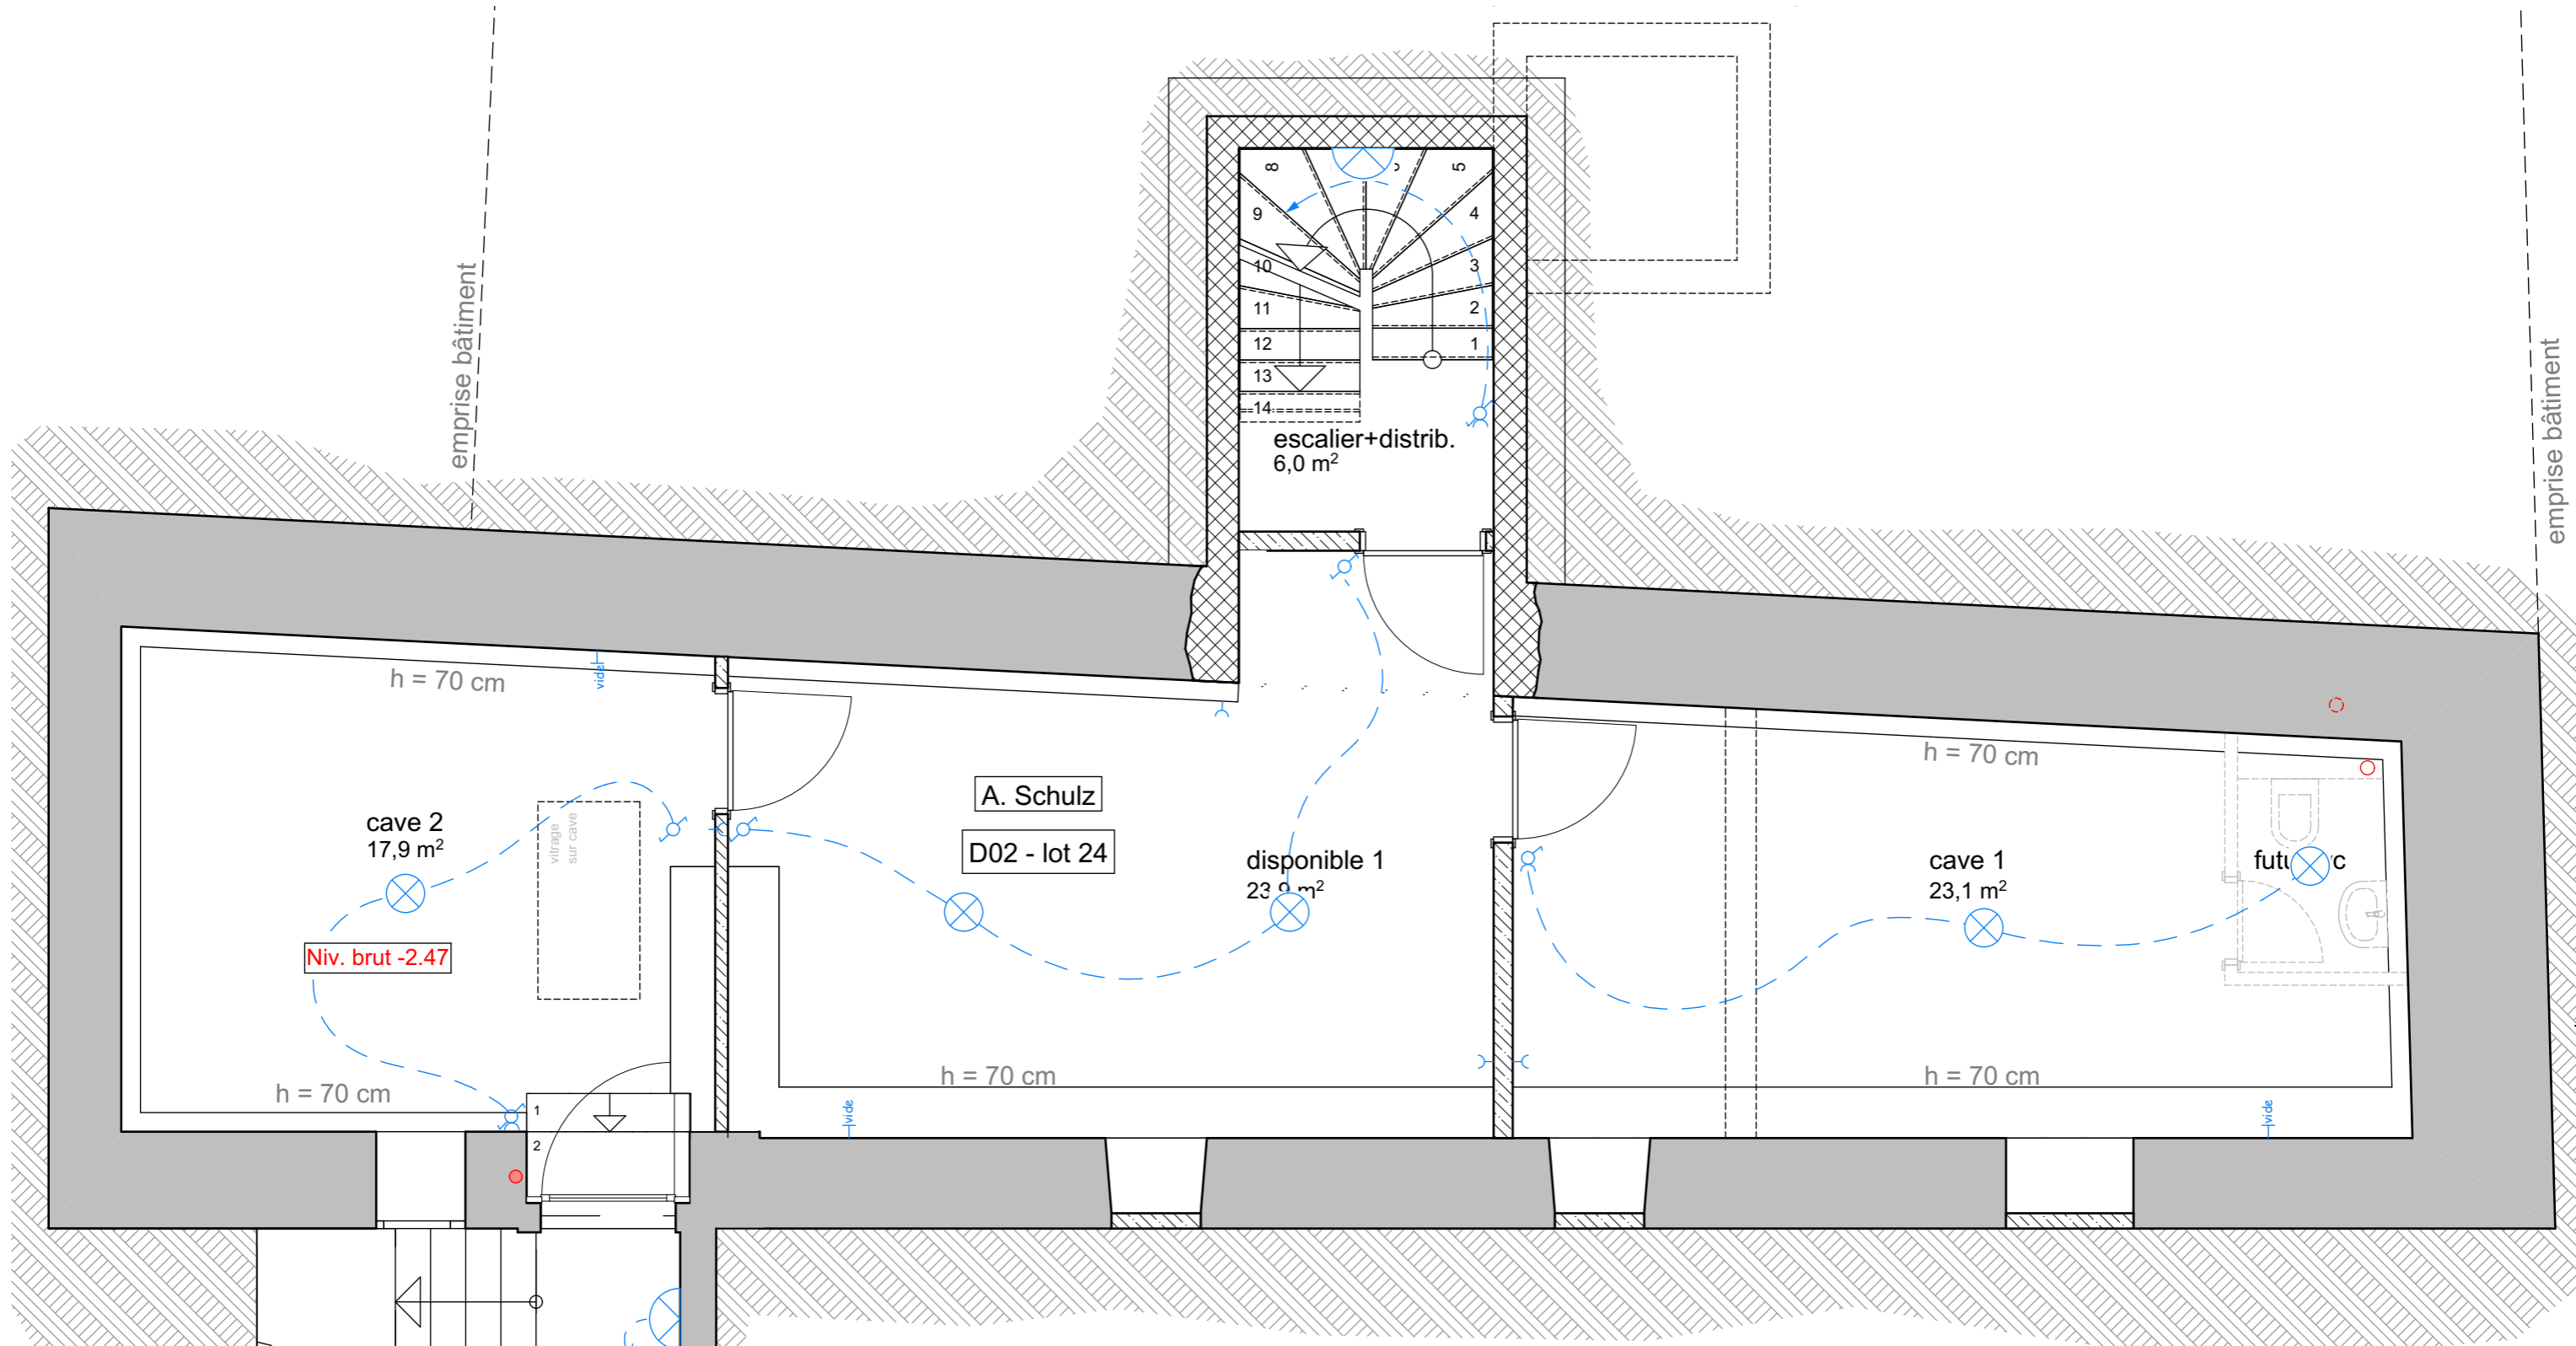 emprise bâtiment
emprise bâtiment
8
5
9
4
10
3
11
2
12
1
13
14
escalier+distrib.
6,0 m²
h = 70 cm
vide
h = 70 cm
A. Schulz
D02 - lot 24
cave 2
17,9 m²
vitrage
sur cave
disponible 1
m²
cave 1
23,1 m²
Niv. brut -2.47
h = 70 cm
h = 70 cm
h = 70 cm
vide
vide
1
2